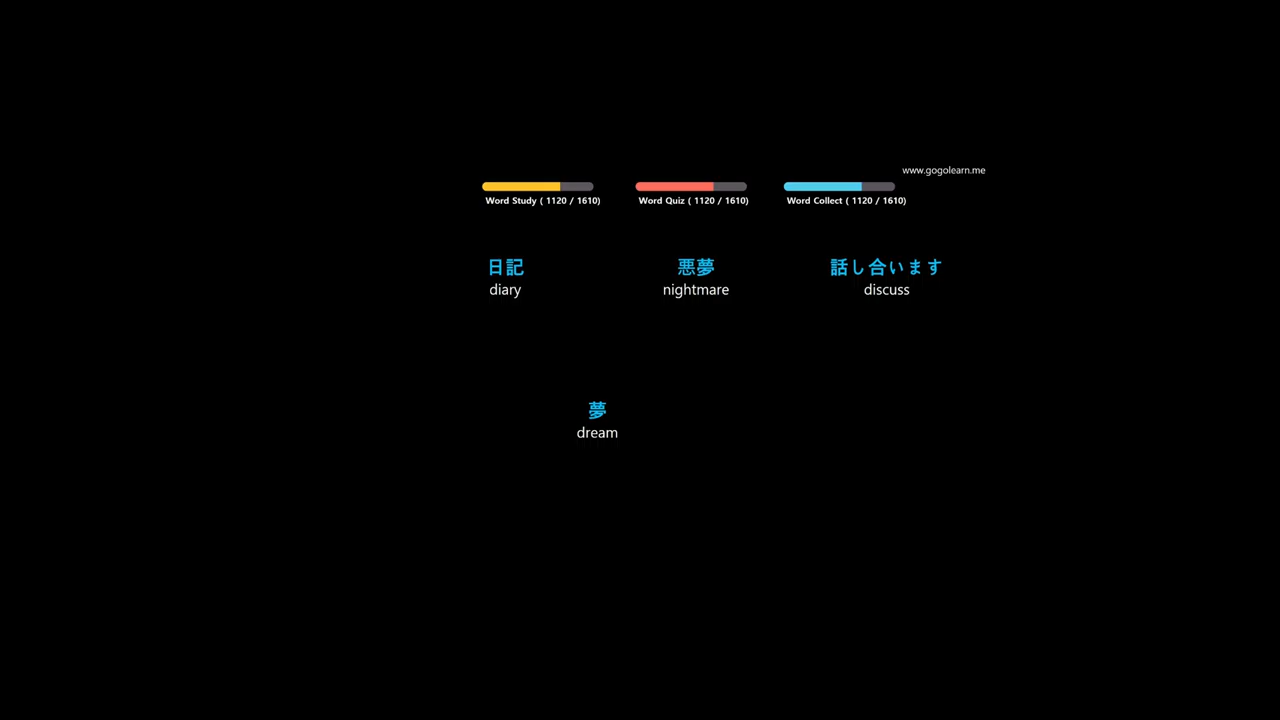 www.gogolearn.me
Word Study ( 1120 / 1610)
Word Quiz ( 1120 / 1610)
Word Collect ( 1120 / 1610)
日記
diary
悪夢
nightmare
話し合います
discuss
夢
dream